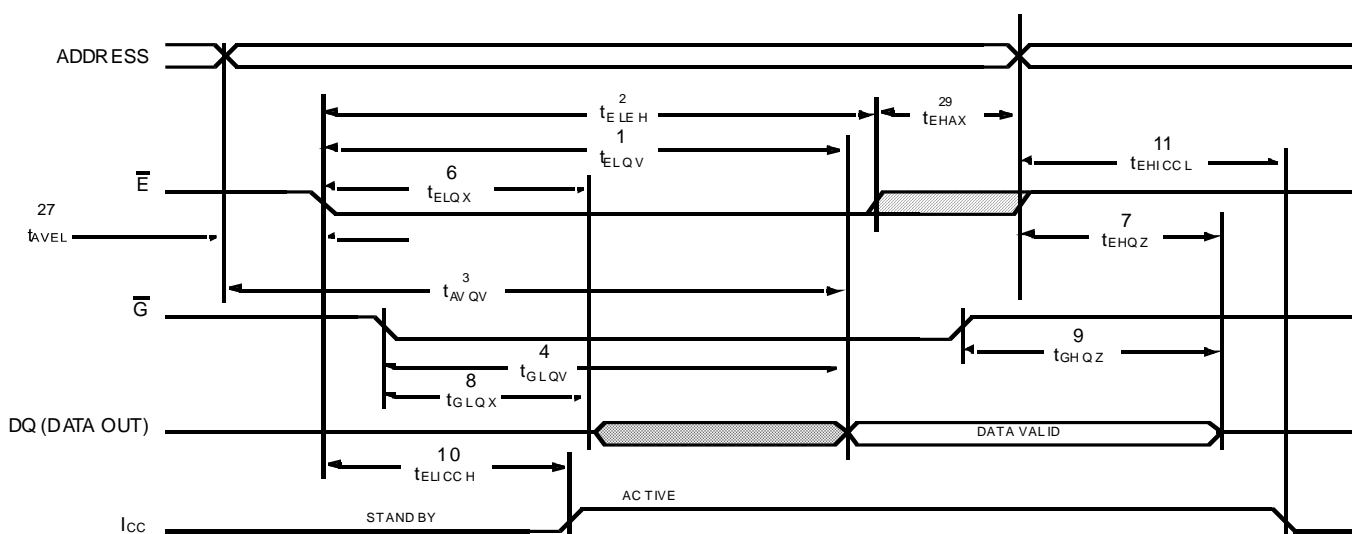 ADDRESS
2
tELEH
29
tEHAX
1
tELQV
11
tEHICCL
E
6
tELQX
27
tAVEL
7
tEHQZ
3
tAVQV
G
9
tGHQZ
4
tGLQV
8
tGLQX
DQ (DATA OUT)
DATA VALID
10
tELICCH
ACTIVE
STANDBY
ICC